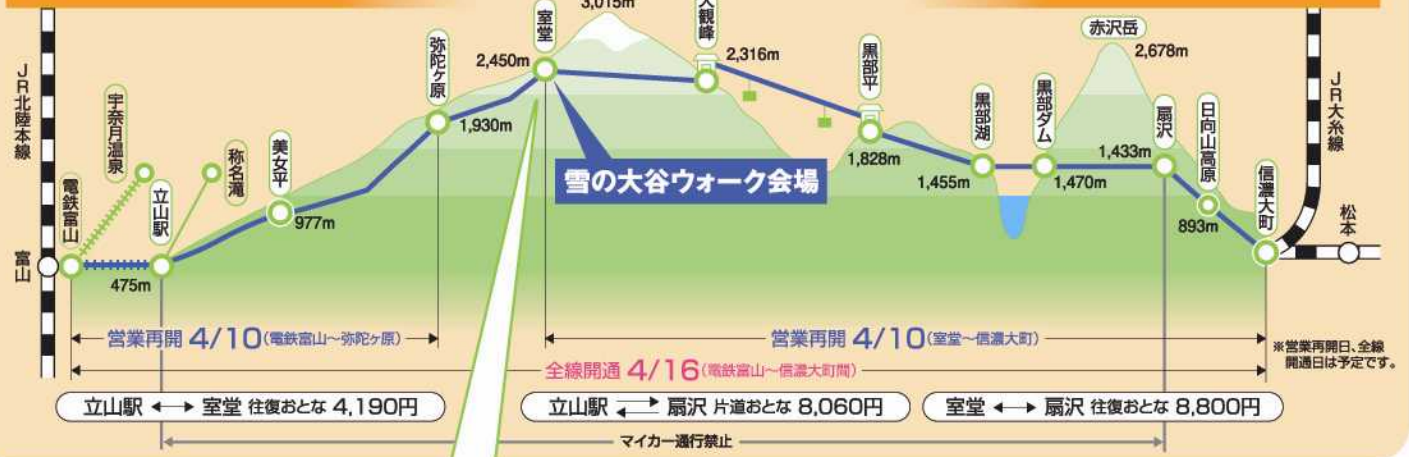 3,015m
室堂
大観峰
赤沢岳
2,678m
2,450m
2,316m
弥陀ヶ原
黒部平
JR北陸本線
JR大糸線
宇奈月温泉
称名滝
美女平
1,930m
1,828m
黒部湖
黒部ダム
1,433m
扇沢
日向山高原
信濃大町
雪の大谷ウォーク会場
1,455m
1,470m
電鉄富山
立山駅
977m
893m
松本
富山
475m
営業再開 4/10(電鉄富山～弥陀ヶ原)
営業再開 4/10(室堂～信濃大町)
※営業再開日、全線
開通日は予定です。
全線開通 4/16(電鉄富山～信濃大町間)
立山駅 ←→ 室堂 往復おとな 4,190円
立山駅 ⇄ 扇沢 片道おとな 8,060円
室堂 ←→ 扇沢 往復おとな 8,800円
マイカー通行禁止